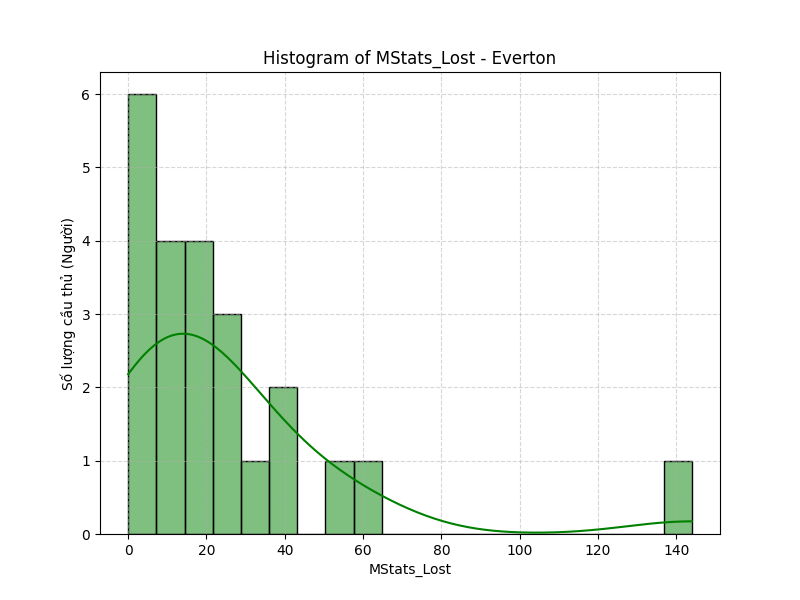 Histogram of MStats_Lost - Everton
Số lượng cầu thủ (Người)
6
5
4
3
2
1
0
0 20 40 60 80 100 120 140
MStats_Lost